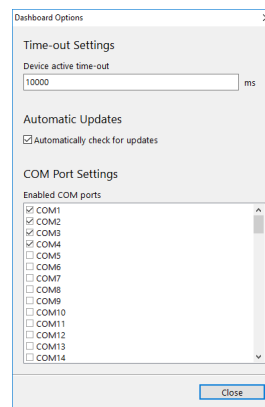 Dashboard Options
Time-out Settings
Device active time-out
10000 ms
Automatic Updates
Automatically check for updates
COM Port Settings
Enabled COM ports
COM1
COM2
COM3
COM4
COM5
COM6
COM7
COM8
COM9
COM10
COM11
COM12
COM13
COM14
Close